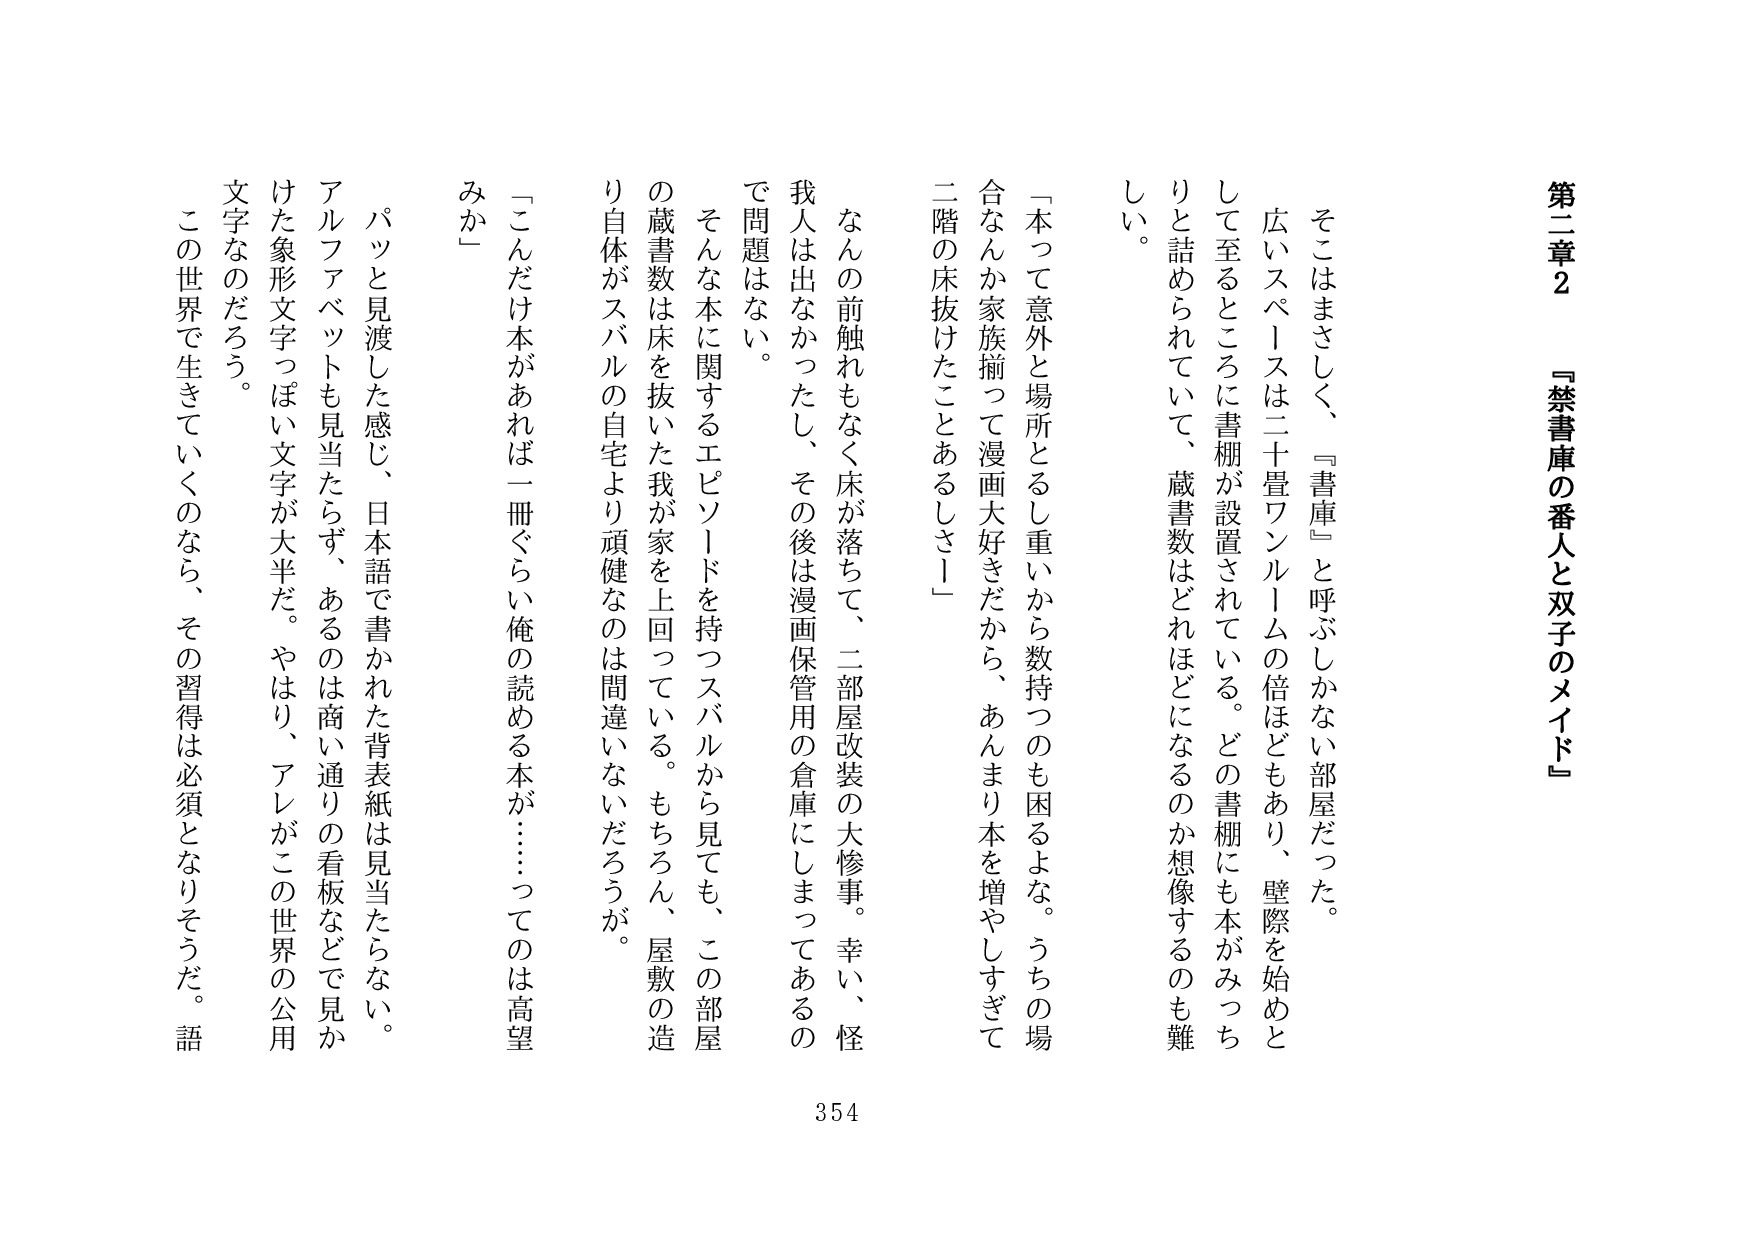 第二章２　　『禁書庫の番人と双子のメイド』
　そこはまさしく、『書庫』と呼ぶしかない部屋だった。
　広いスペースは二十畳ワンルームの倍ほどもあり、壁際を始めと
して至るところに書棚が設置されている。どの書棚にも本がみっち
りと詰められていて、蔵書数はどれほどになるのか想像するのも難
しい。
「本って意外と場所とるし重いから数持つのも困るよな。うちの場
合なんか家族揃って漫画大好きだから、あんまり本を増やしすぎて
二階の床抜けたことあるしさー」
　なんの前触れもなく床が落ちて、二部屋改装の大惨事。幸い、怪
我人は出なかったし、その後は漫画保管用の倉庫にしまってあるの
で問題はない。
　そんな本に関するエピソードを持つスバルから見ても、この部屋
の蔵書数は床を抜いた我が家を上回っている。もちろん、屋敷の造
り自体がスバルの自宅より頑健なのは間違いないだろうが。
「こんだけ本があれば一冊ぐらい俺の読める本が……ってのは高望
みか」
　パッと見渡した感じ、日本語で書かれた背表紙は見当たらない。
アルファベットも見当たらず、あるのは商い通りの看板などで見か
けた象形文字っぽい文字が大半だ。やはり、アレがこの世界の公用
文字なのだろう。
　この世界で生きていくのなら、その習得は必須となりそうだ。語
354